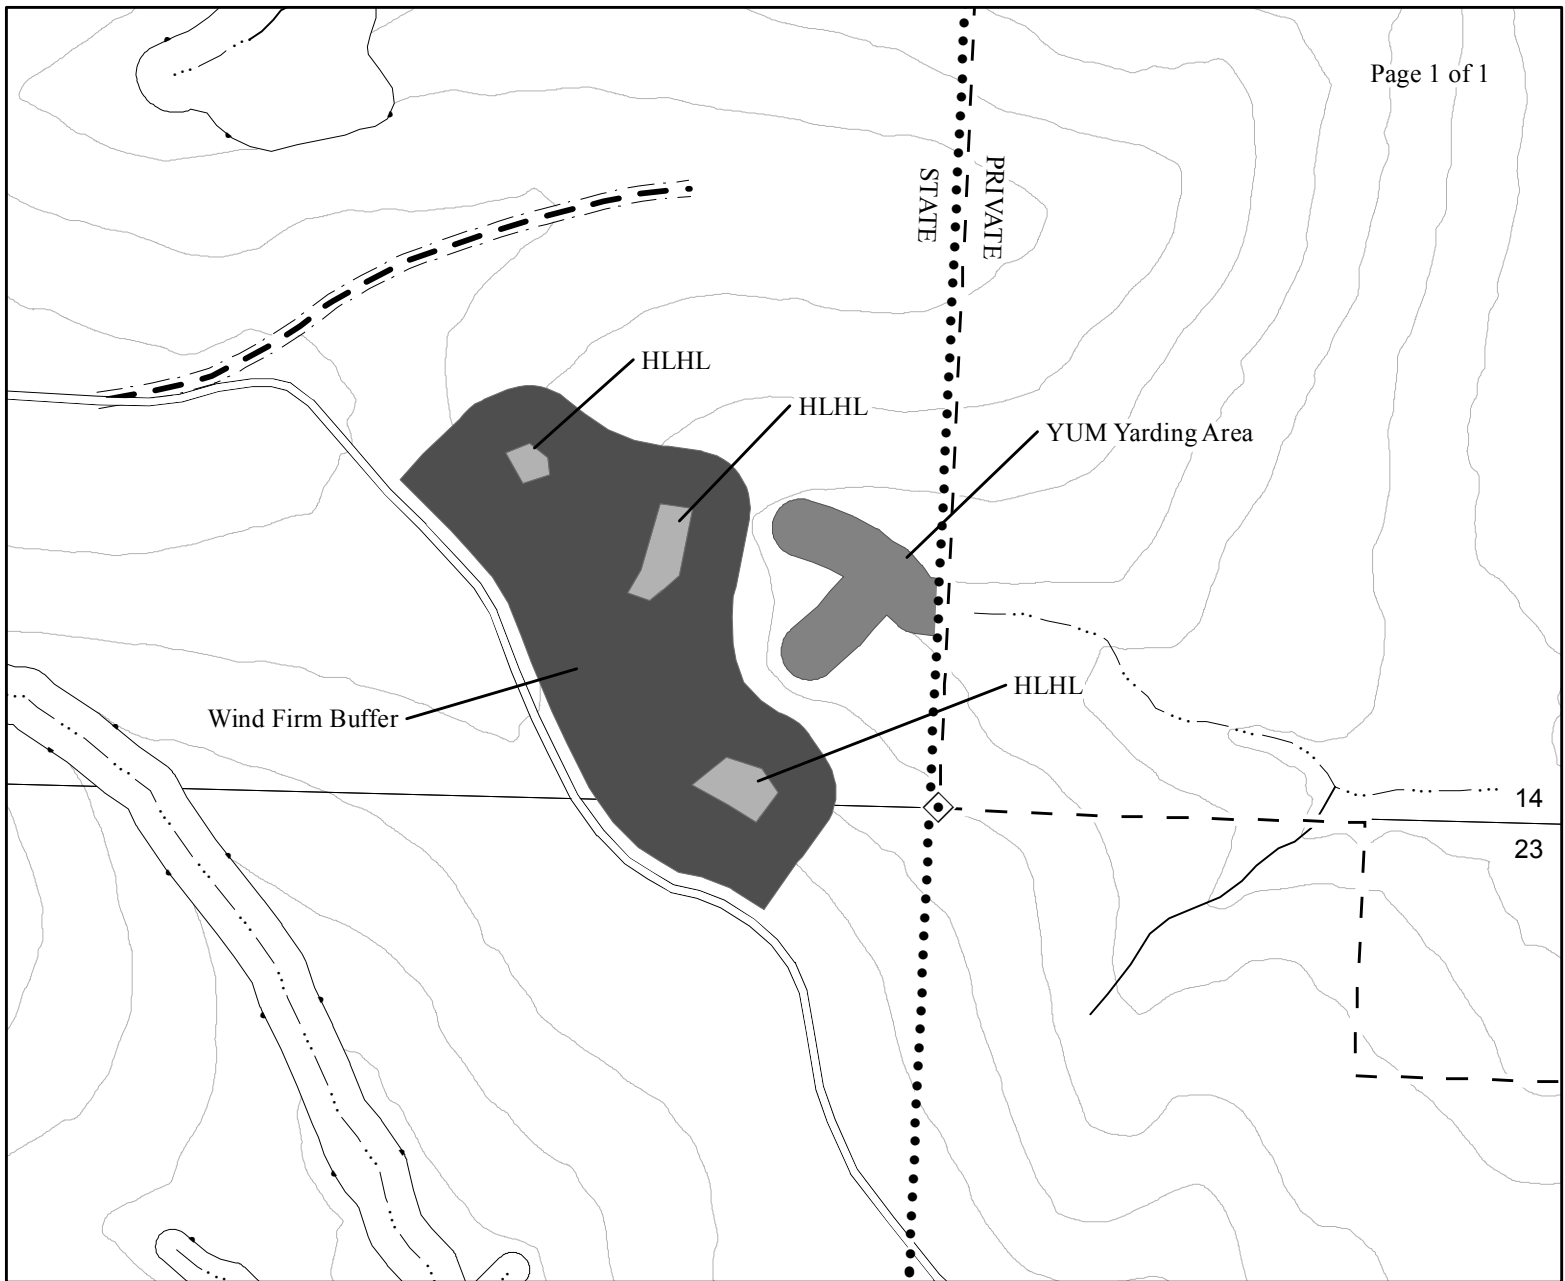 Page 1 of 1
PRIVATE
STATE
HLHL
HLHL
YUM Yarding Area
HLHL
Wind Firm Buffer
14
23